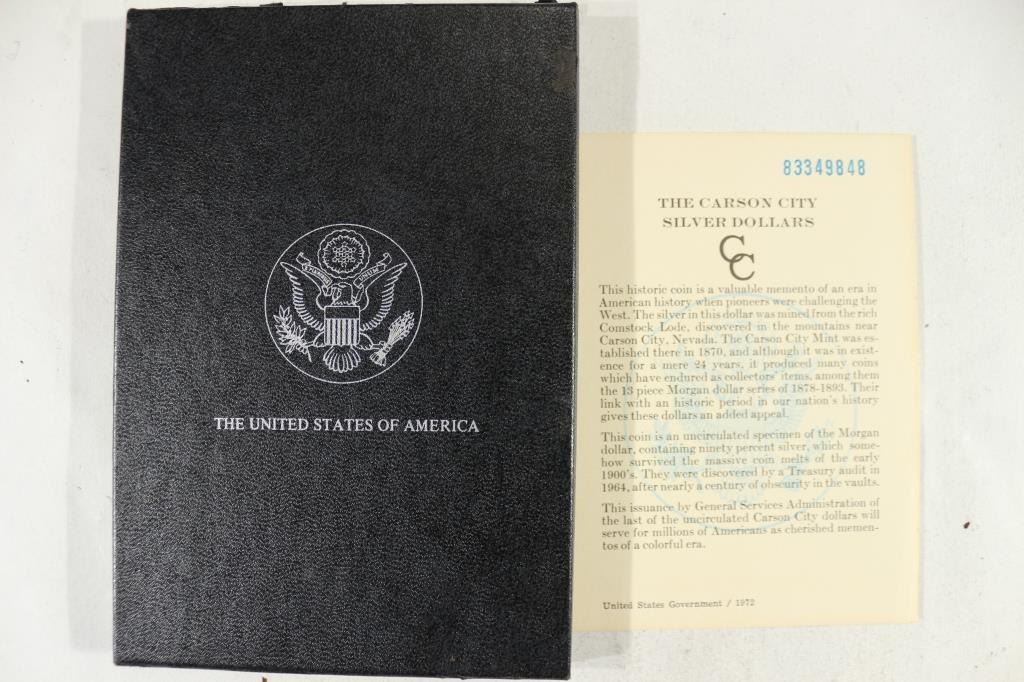 PLURIBUS UNUM
THE UNITED STATES OF AMERICA
83349848
THE CARSON CITY
SILVER DOLLARS
CC
This historic coin is a valuable memento of an era in
American history when pioneers were challenging the
West. The silver in this dollar was mined from the rich
Comstock Lode, discovered in the mountains near
Carson City, Nevada. The Carson City Mint was es-
tablished there in 1870, and although it was in exist-
ence for a mere 24 years, it produced many coins
which have endured as collectors' items, among them
the 13 piece Morgan dollar series of 1878-1893. Their
link with an historic period in our nation's history
gives these dollars an added appeal.
This coin is an uncirculated specimen of the Morgan
dollar, containing ninety percent silver, which some-
how survived the massive coin melts of the early
1900's. They were discovered by a Treasury audit in
1964, after nearly a century of obscurity in the vaults.
This issuance by General Services Administration of
the last of the uncirculated Carson City dollars will
serve for millions of Americans as cherished memen-
tos of a colorful era.
United States Government / 1972